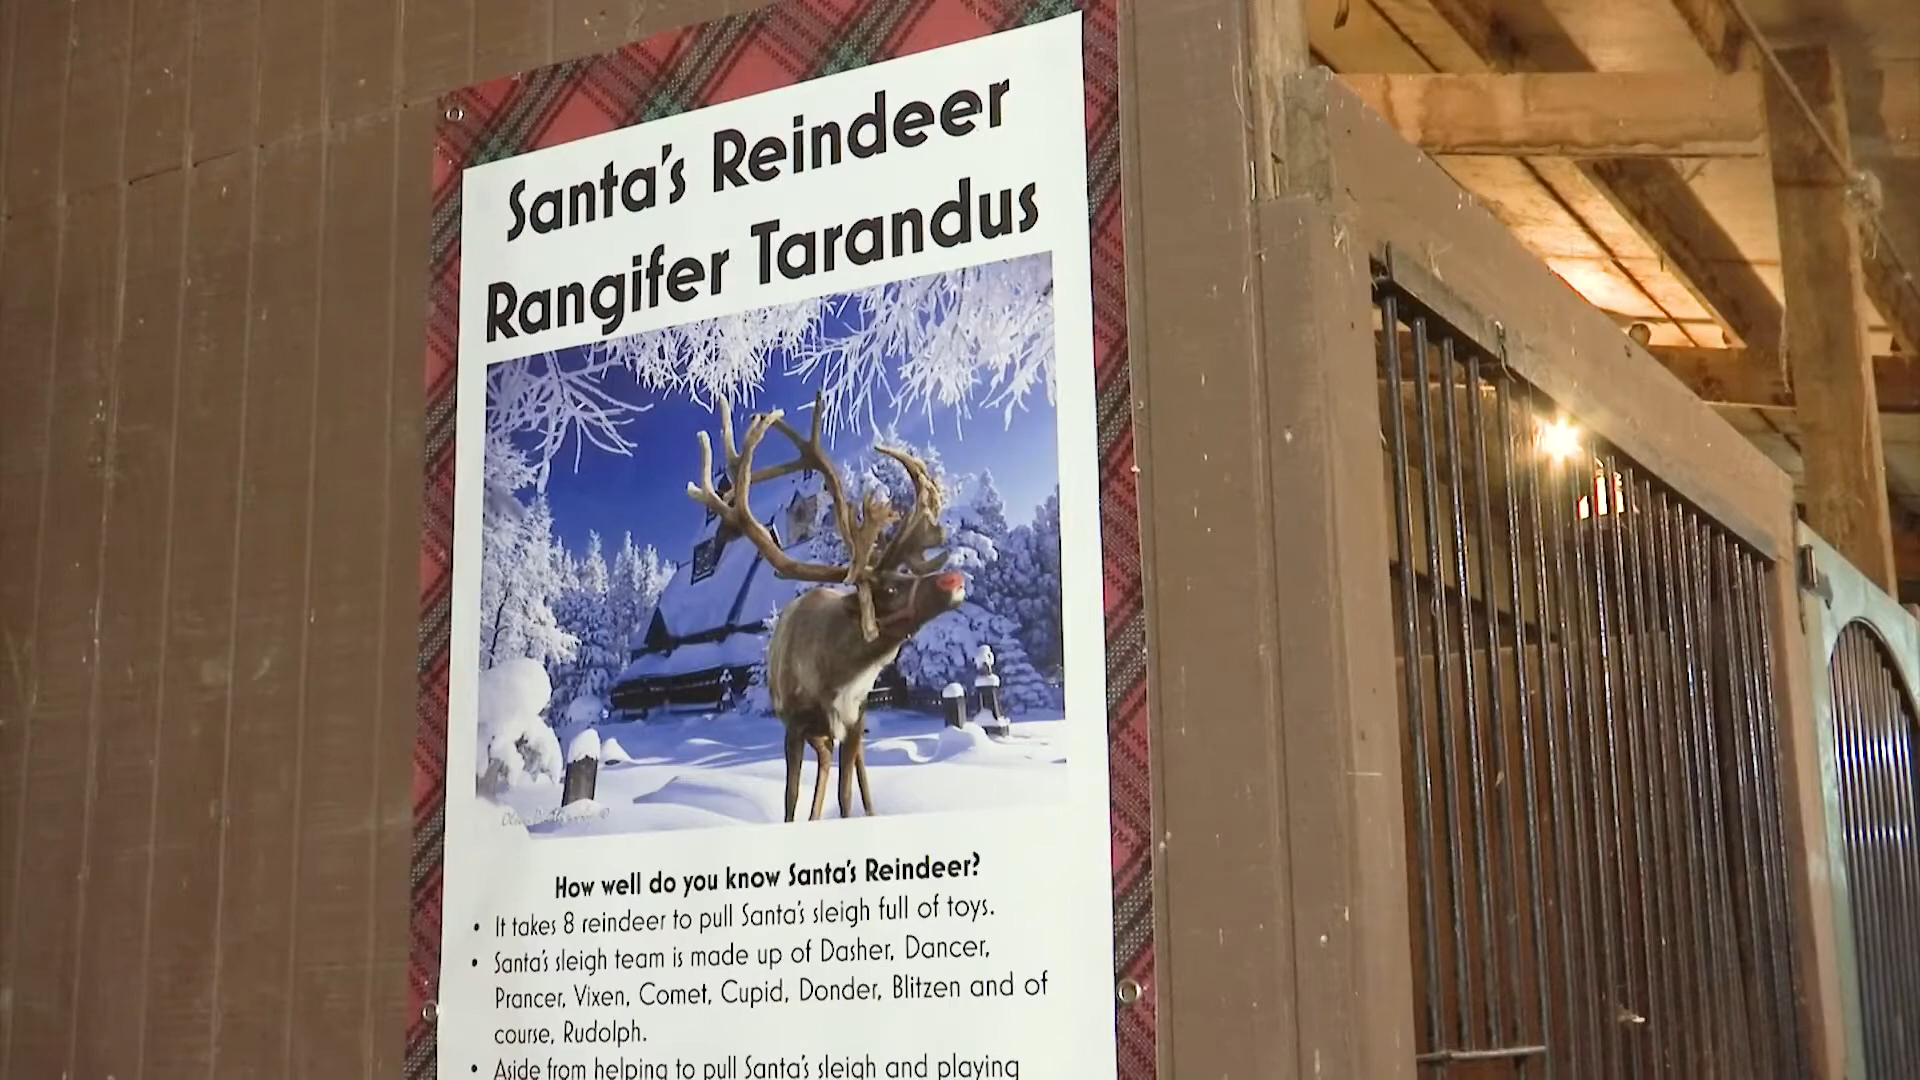 Santa's Reindeer
Rangifer Tarandus
How well do you know Santa's Reindeer?
• It takes 8 reindeer to pull Santa's sleigh full of toys.
• Santa's sleigh team is made up of Dasher, Dancer,
Prancer, Vixen, Comet, Cupid, Donder, Blitzen and of
course, Rudolph.
• Aside from helping to pull Santa's sleigh and playing